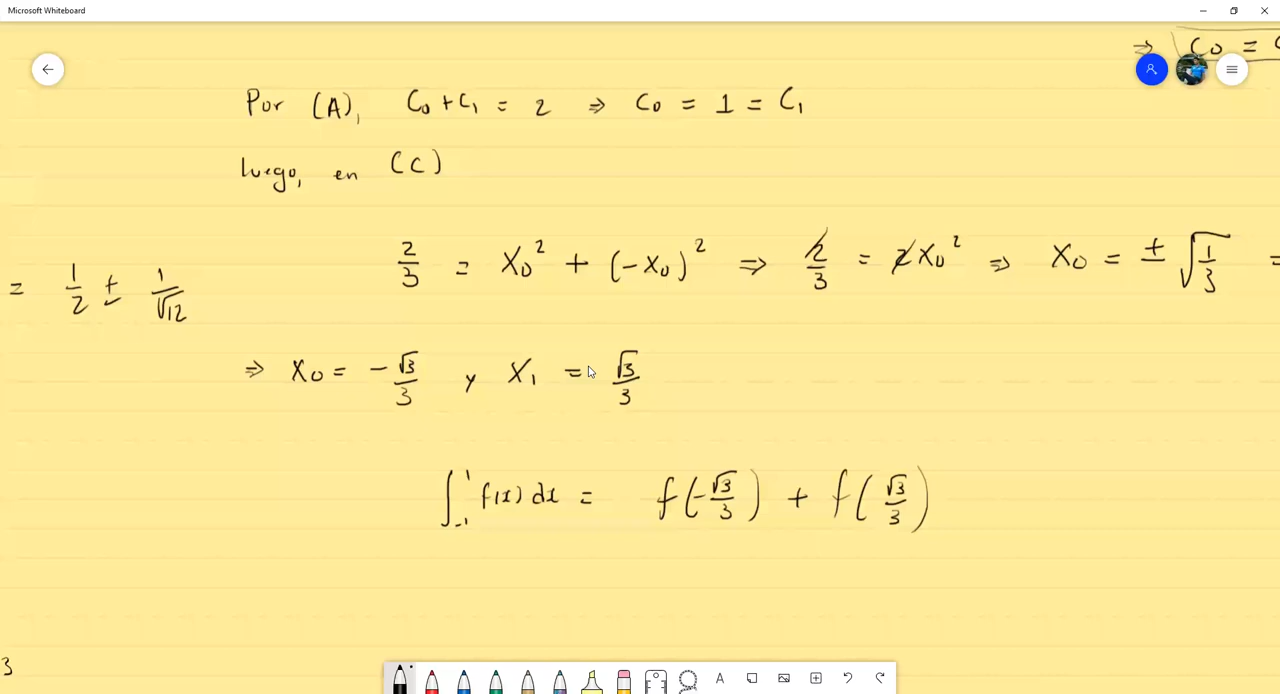 Microsoft Whiteboard
⇒ C₀ =
Por (A), C₀ + C₁ = 2 ⇒ C₀ = 1 = C₁
luego, en (C)
2/3 = X₀² + (-X₀)² ⇒ 2/3 = 2X₀² ⇒ X₀ = ± √(1/3) =
= 1/2 ± 1/√12
⇒ X₀ = -√3/3 y X₁ = √3/3
∫₋₁¹ f(x) dx = f(-√3/3) + f(√3/3)
3
A